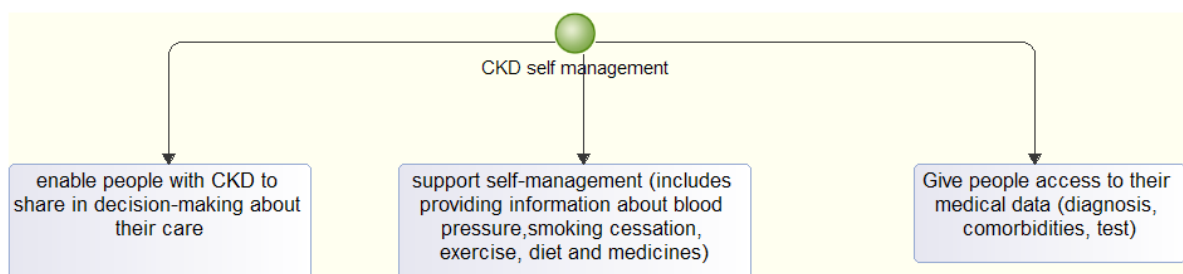 CKD self management
enable people with CKD to
share in decision-making about
their care
support self-management (includes
providing information about blood
pressure,smoking cessation,
exercise, diet and medicines)
Give people access to their
medical data (diagnosis,
comorbidities, test)